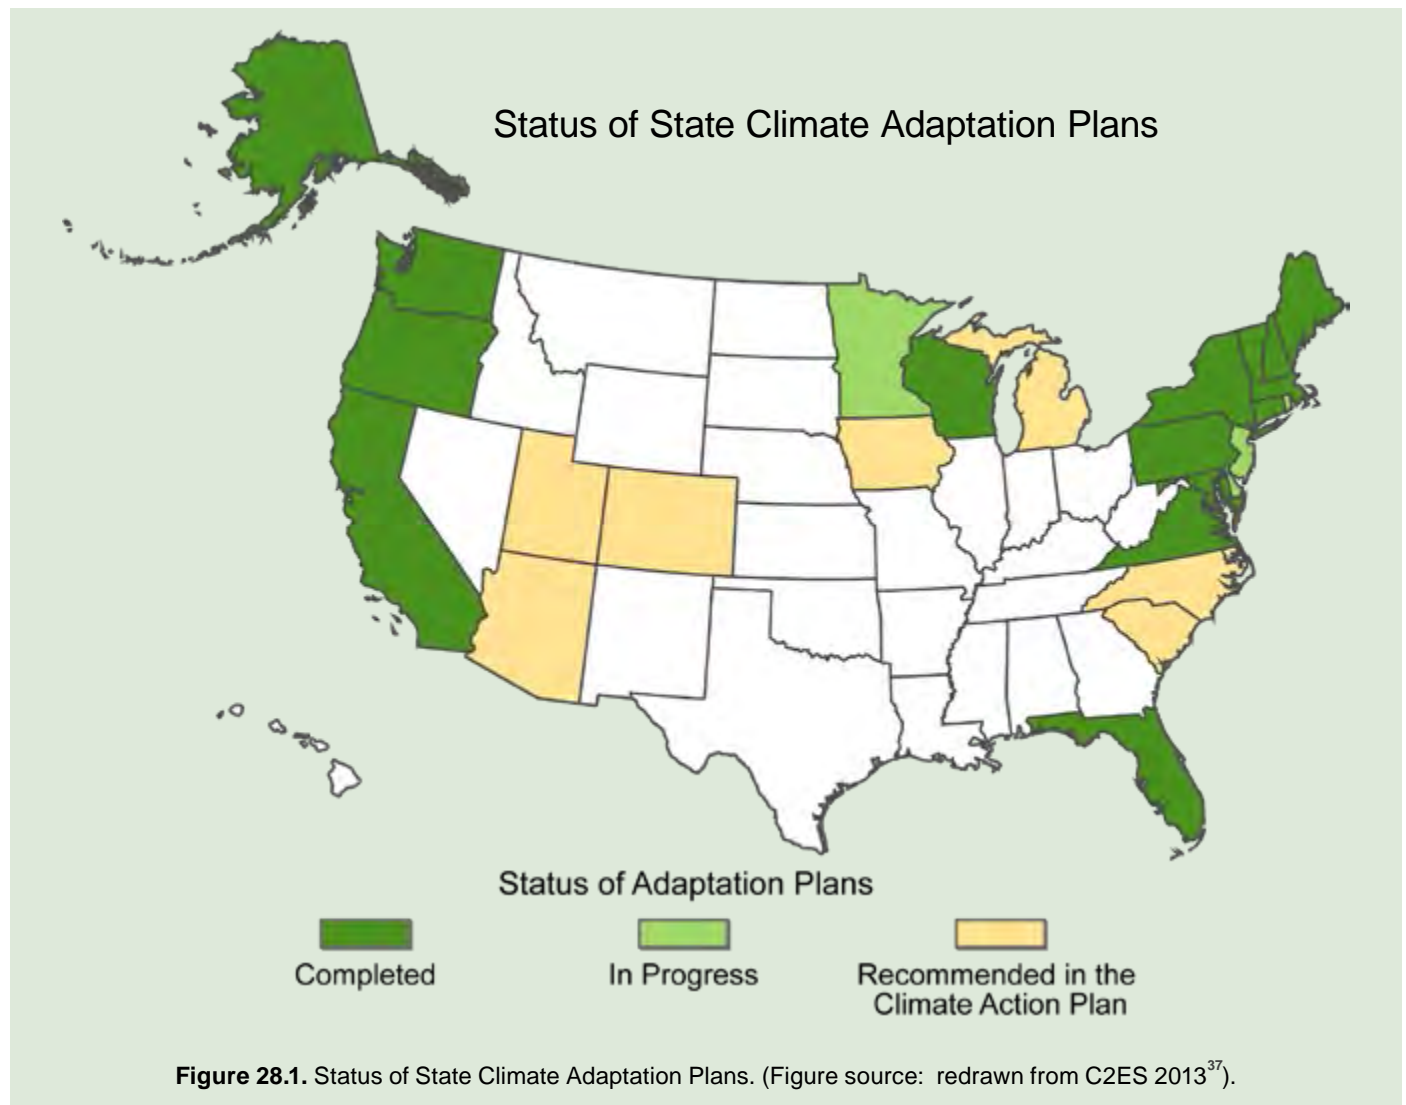 Status of State Climate Adaptation Plans
Status of Adaptation Plans
Completed
In Progress
Recommended in the
Climate Action Plan
Figure 28.1. Status of State Climate Adaptation Plans. (Figure source: redrawn from C2ES 2013³⁷).